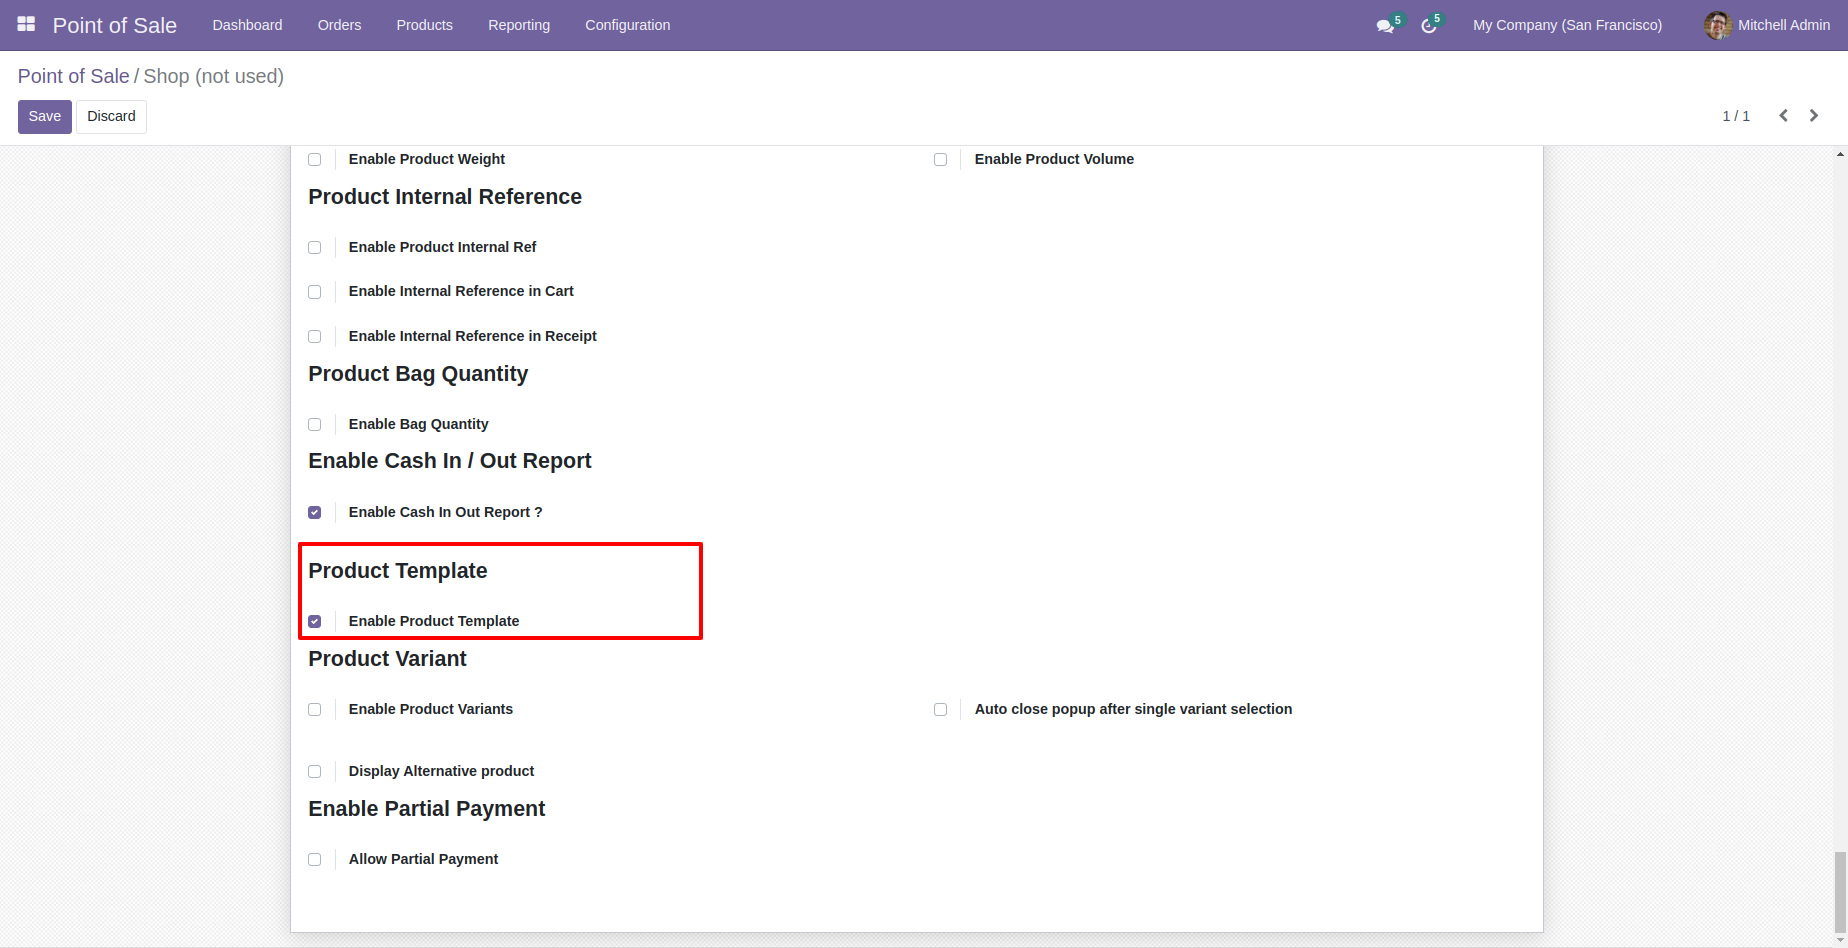 Point of Sale Dashboard Orders Products Reporting Configuration 5 5 My Company (San Francisco) Mitchell Admin
Point of Sale / Shop (not used)
Save Discard 1 / 1
Enable Product Weight Enable Product Volume
Product Internal Reference
Enable Product Internal Ref
Enable Internal Reference in Cart
Enable Internal Reference in Receipt
Product Bag Quantity
Enable Bag Quantity
Enable Cash In / Out Report
Enable Cash In Out Report ?
Product Template
Enable Product Template
Product Variant
Enable Product Variants Auto close popup after single variant selection
Display Alternative product
Enable Partial Payment
Allow Partial Payment